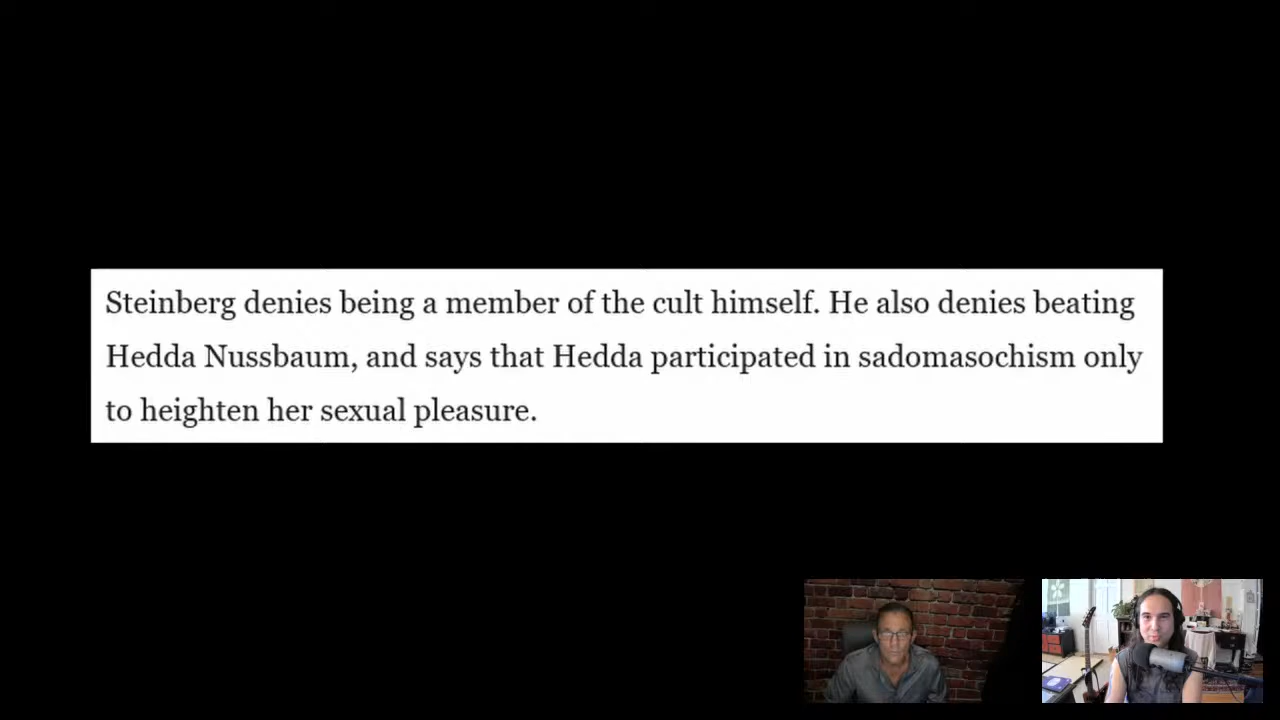 Steinberg denies being a member of the cult himself. He also denies beating
Hedda Nussbaum, and says that Hedda participated in sadomasochism only
to heighten her sexual pleasure.